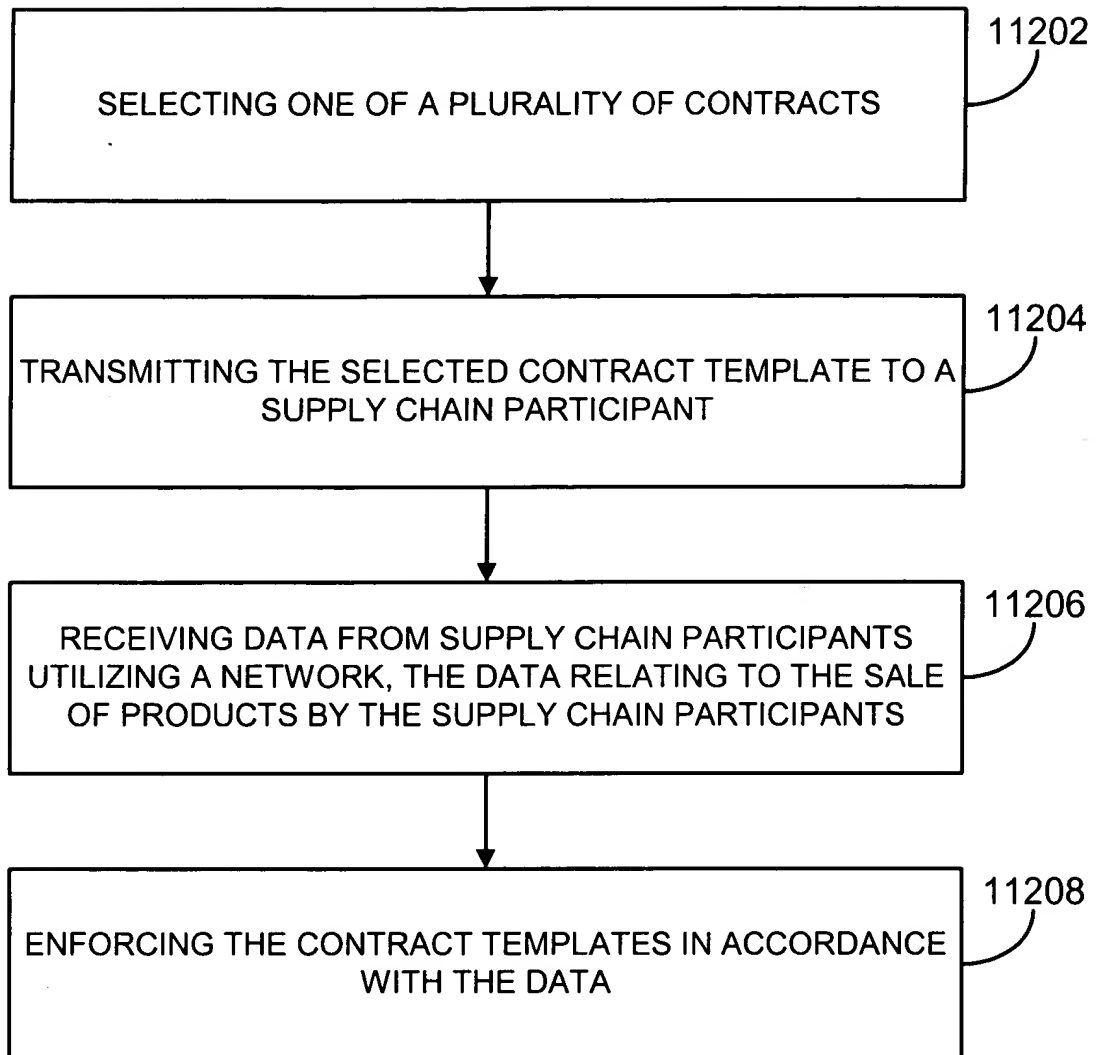 11202
SELECTING ONE OF A PLURALITY OF CONTRACTS
11204
TRANSMITTING THE SELECTED CONTRACT TEMPLATE TO A
SUPPLY CHAIN PARTICIPANT
11206
RECEIVING DATA FROM SUPPLY CHAIN PARTICIPANTS
UTILIZING A NETWORK, THE DATA RELATING TO THE SALE
OF PRODUCTS BY THE SUPPLY CHAIN PARTICIPANTS
11208
ENFORCING THE CONTRACT TEMPLATES IN ACCORDANCE
WITH THE DATA